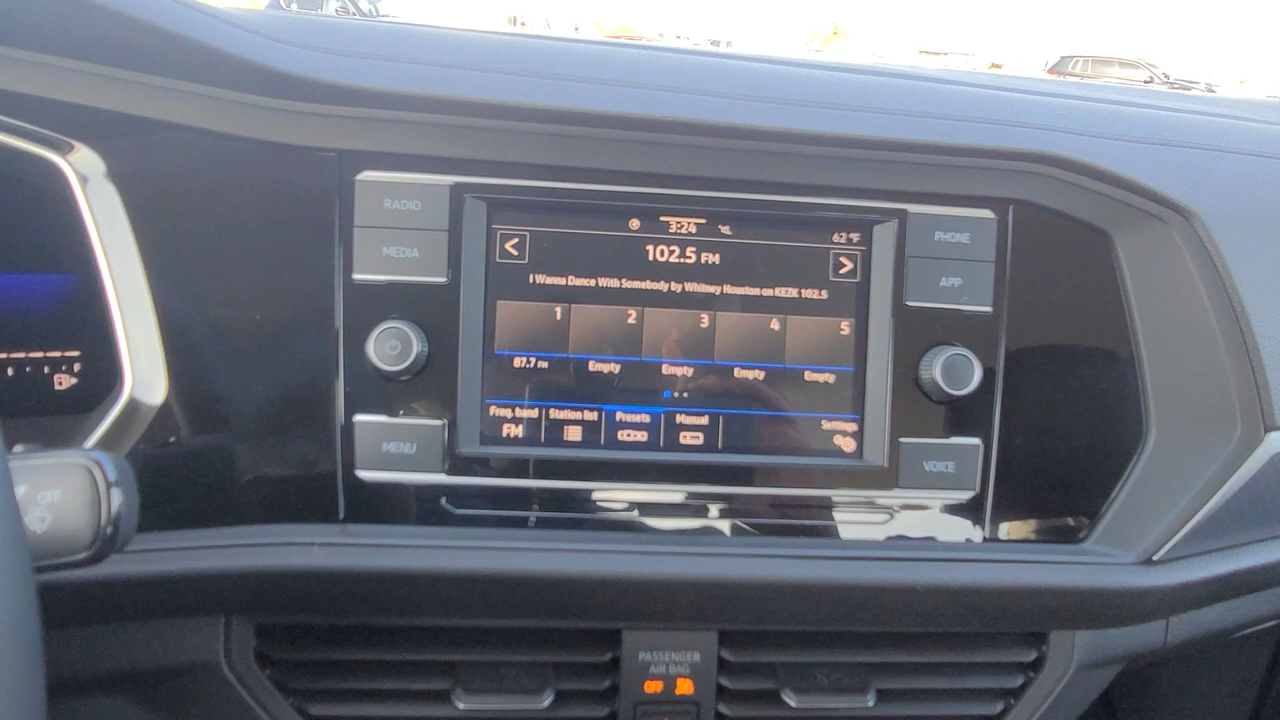 RADIO
MEDIA
MENU
3:24
62°F
<
102.5 FM
>
I Wanna Dance With Somebody by Whitney Houston on KEZK 102.5
1 2 3 4 5
87.7 FM Empty Empty Empty Empty
Freq. band Station list Presets Manual Settings
FM
PHONE
APP
VOICE
F
OFF
PASSENGER
AIR BAG
OFF